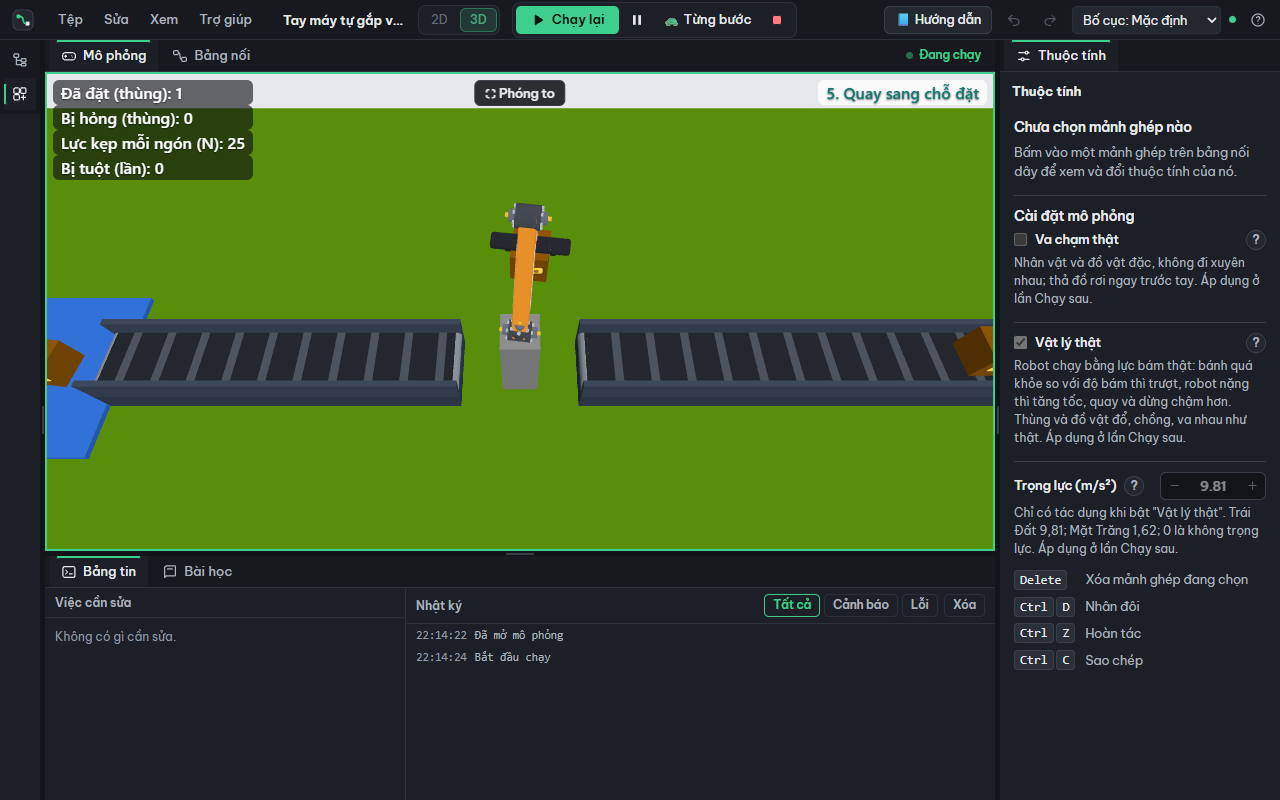 Tệp Sửa Xem Trợ giúp Tay máy tự gắp v... 2D 3D Chạy lại Từng bước Hướng dẫn Bố cục: Mặc định
Mô phỏng Bảng nối Đang chạy
Đã đặt (thùng): 1
Bị hỏng (thùng): 0
Lực kẹp mỗi ngón (N): 25
Bị tuột (lần): 0
Phóng to
5. Quay sang chỗ đặt
Bảng tin Bài học
Việc cần sửa
Không có gì cần sửa.
Nhật ký Tất cả Cảnh báo Lỗi Xóa
22:14:22 Đã mở mô phỏng
22:14:24 Bắt đầu chạy
Thuộc tính
Thuộc tính
Chưa chọn mảnh ghép nào
Bấm vào một mảnh ghép trên bảng nối
dây để xem và đổi thuộc tính của nó.
Cài đặt mô phỏng
Va chạm thật ?
Nhân vật và đồ vật đặc, không đi xuyên
nhau; thả đồ rơi ngay trước tay. Áp dụng ở
lần Chạy sau.
Vật lý thật ?
Robot chạy bằng lực bám thật: bánh quá
khỏe so với độ bám thì trượt, robot nặng
thì tăng tốc, quay và dừng chậm hơn.
Thùng và đồ vật đổ, chồng, va nhau như
thật. Áp dụng ở lần Chạy sau.
Trọng lực (m/s²) ? − 9.81 +
Chỉ có tác dụng khi bật "Vật lý thật". Trái
Đất 9,81; Mặt Trăng 1,62; 0 là không trọng
lực. Áp dụng ở lần Chạy sau.
Delete Xóa mảnh ghép đang chọn
Ctrl D Nhân đôi
Ctrl Z Hoàn tác
Ctrl C Sao chép